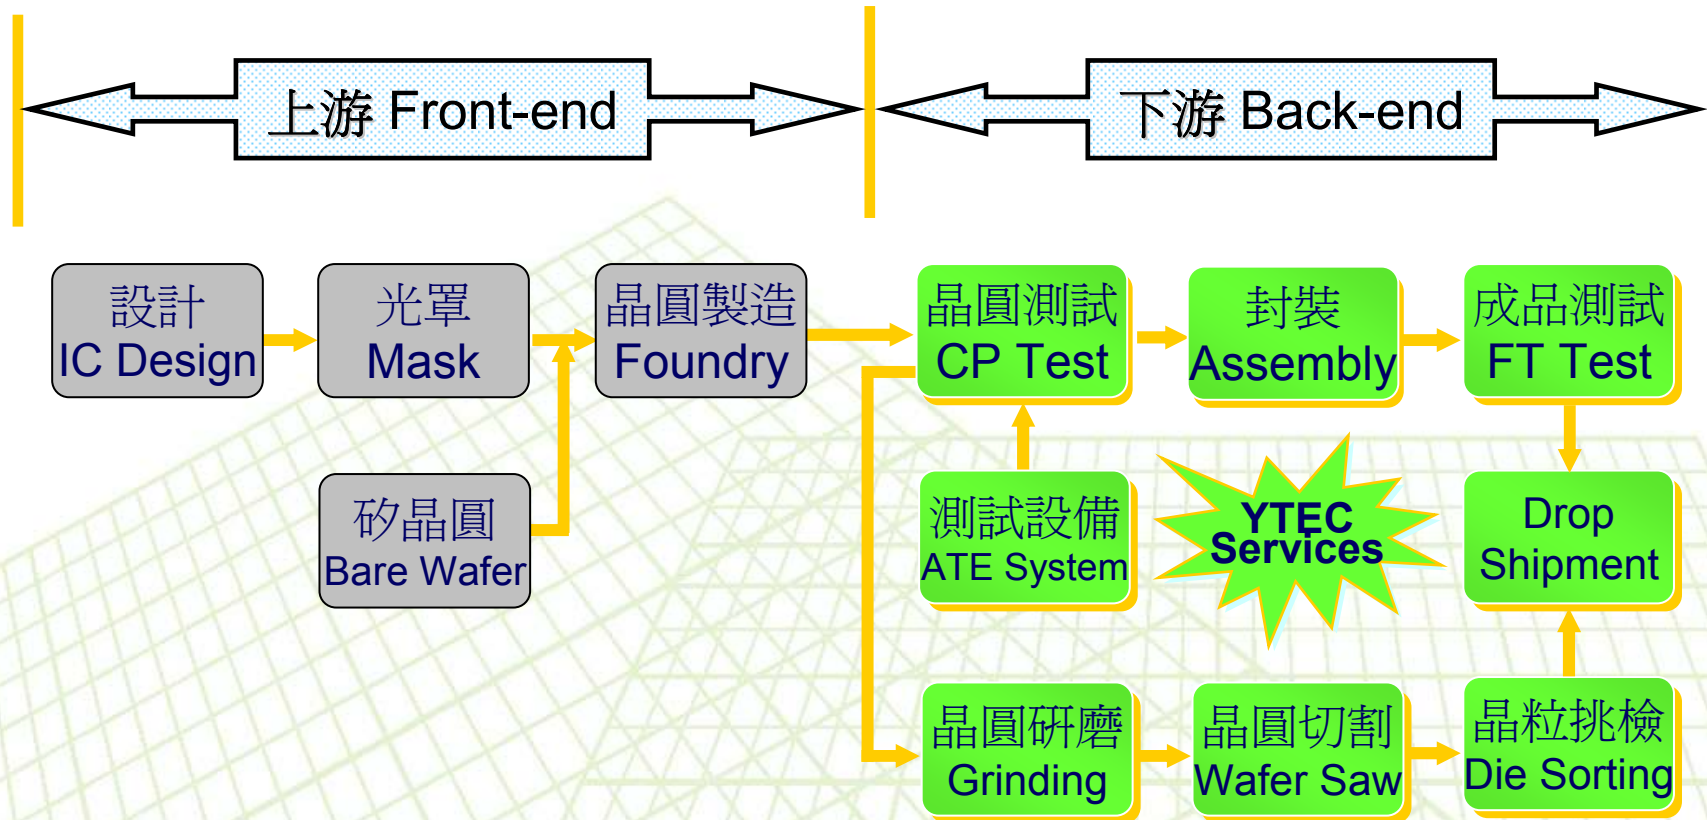 上游 Front-end
下游 Back-end
設計
IC Design
光罩
Mask
晶圓製造
Foundry
晶圓測試
CP Test
封裝
Assembly
成品測試
FT Test
矽晶圓
Bare Wafer
測試設備
ATE System
YTEC
Services
Drop
Shipment
晶圓研磨
Grinding
晶圓切割
Wafer Saw
晶粒挑檢
Die Sorting